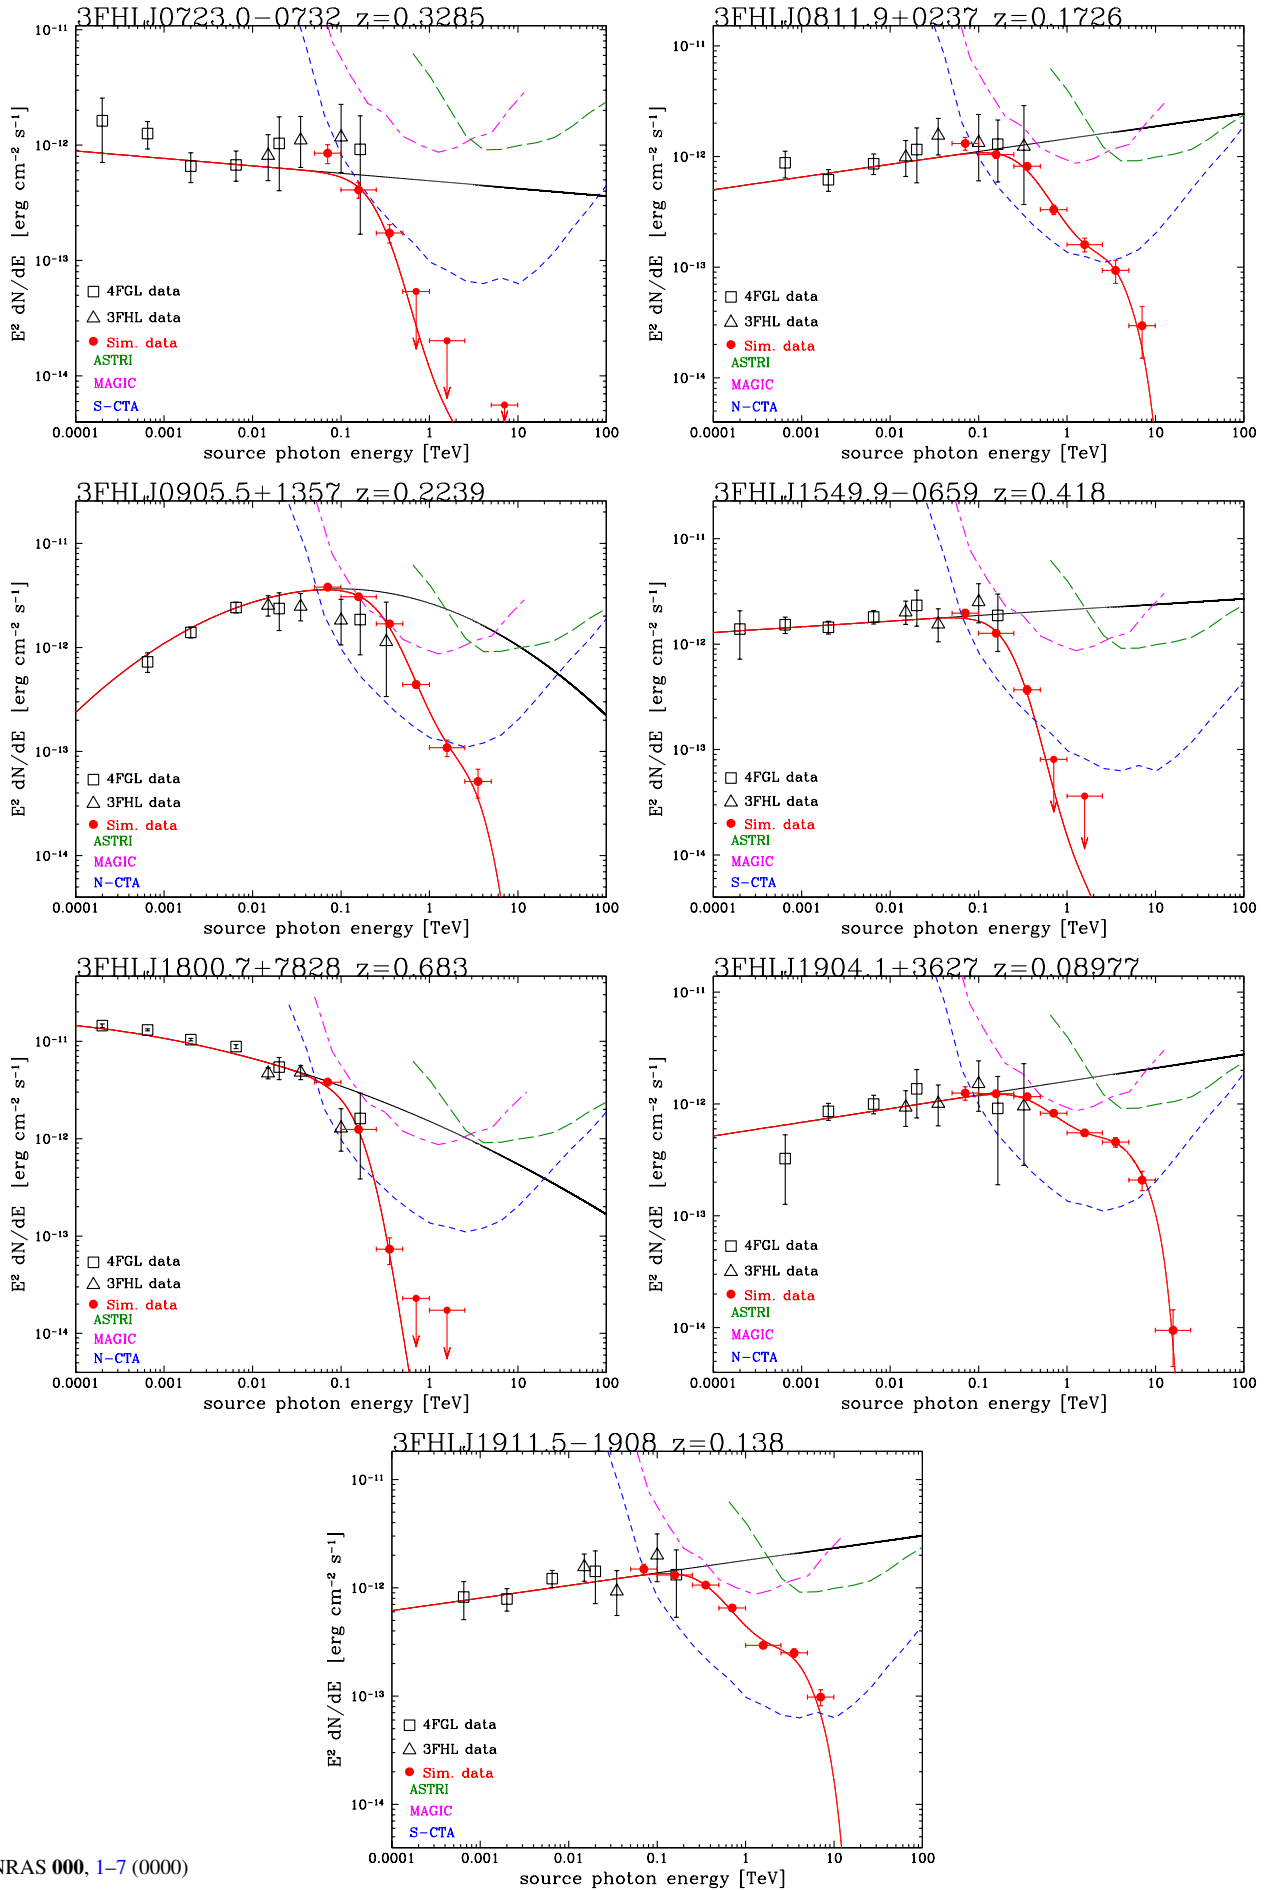 3FHLJ0723.0−0732 z=0.3285
3FHLJ0811.9+0237 z=0.1726
10⁻¹¹
10⁻¹²
10⁻¹³
10⁻¹⁴
E² dN/dE [erg cm⁻² s⁻¹]
4FGL data
3FHL data
Sim. data
ASTRI
MAGIC
S−CTA
0.0001 0.001 0.01 0.1 1 10 100
source photon energy [TeV]
10⁻¹¹
10⁻¹²
10⁻¹³
10⁻¹⁴
E² dN/dE [erg cm⁻² s⁻¹]
4FGL data
3FHL data
Sim. data
ASTRI
MAGIC
N−CTA
0.0001 0.001 0.01 0.1 1 10 100
source photon energy [TeV]
3FHLJ0905.5+1357 z=0.2239
3FHLJ1549.9−0659 z=0.418
10⁻¹¹
10⁻¹²
10⁻¹³
10⁻¹⁴
E² dN/dE [erg cm⁻² s⁻¹]
4FGL data
3FHL data
Sim. data
ASTRI
MAGIC
N−CTA
0.0001 0.001 0.01 0.1 1 10 100
source photon energy [TeV]
10⁻¹¹
10⁻¹²
10⁻¹³
10⁻¹⁴
E² dN/dE [erg cm⁻² s⁻¹]
4FGL data
3FHL data
Sim. data
ASTRI
MAGIC
S−CTA
0.0001 0.001 0.01 0.1 1 10 100
source photon energy [TeV]
3FHLJ1800.7+7828 z=0.683
3FHLJ1904.1+3627 z=0.08977
10⁻¹¹
10⁻¹²
10⁻¹³
10⁻¹⁴
E² dN/dE [erg cm⁻² s⁻¹]
4FGL data
3FHL data
Sim. data
ASTRI
MAGIC
N−CTA
0.0001 0.001 0.01 0.1 1 10 100
source photon energy [TeV]
10⁻¹¹
10⁻¹²
10⁻¹³
10⁻¹⁴
E² dN/dE [erg cm⁻² s⁻¹]
4FGL data
3FHL data
Sim. data
ASTRI
MAGIC
N−CTA
0.0001 0.001 0.01 0.1 1 10 100
source photon energy [TeV]
3FHLJ1911.5−1908 z=0.138
10⁻¹¹
10⁻¹²
10⁻¹³
10⁻¹⁴
E² dN/dE [erg cm⁻² s⁻¹]
4FGL data
3FHL data
Sim. data
ASTRI
MAGIC
S−CTA
0.0001 0.001 0.01 0.1 1 10 100
source photon energy [TeV]
NRAS 000, 1–7 (0000)